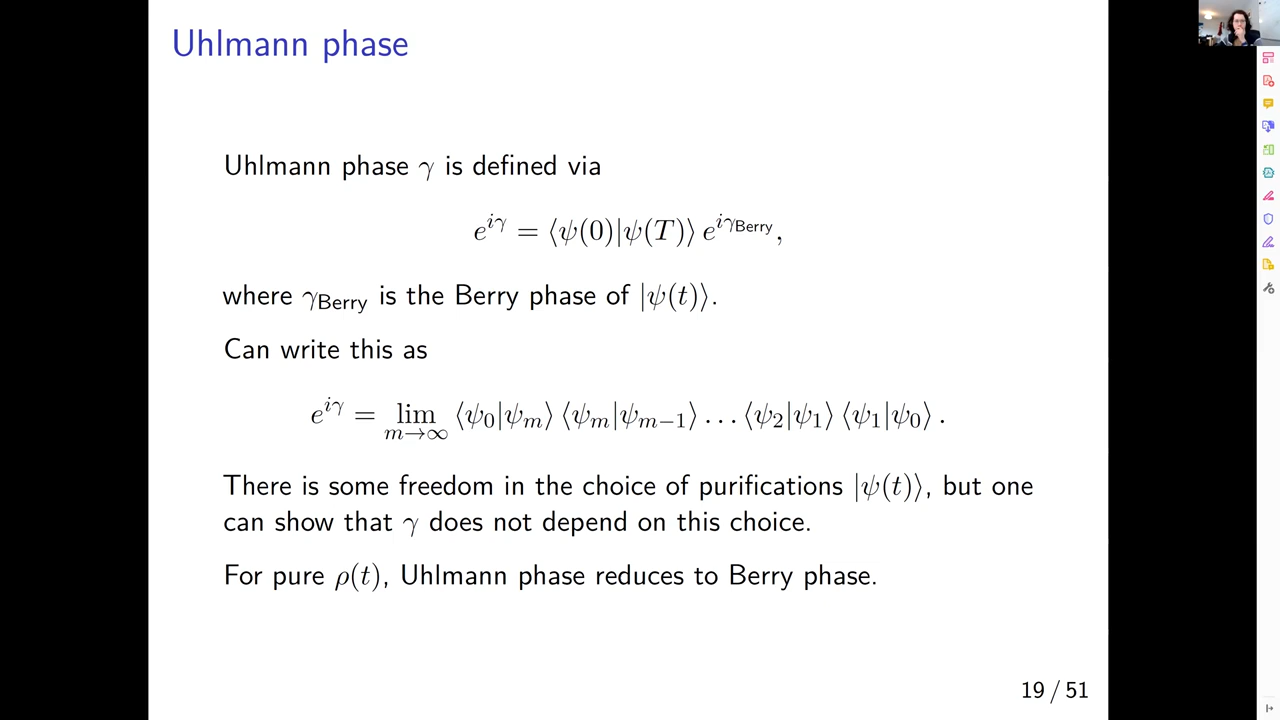 Uhlmann phase
Uhlmann phase γ is defined via
e^{iγ} = ⟨ψ(0)|ψ(T)⟩ e^{iγ_Berry},
where γ_Berry is the Berry phase of |ψ(t)⟩.
Can write this as
e^{iγ} = lim_{m→∞} ⟨ψ_0|ψ_m⟩ ⟨ψ_m|ψ_{m−1}⟩ . . . ⟨ψ_2|ψ_1⟩ ⟨ψ_1|ψ_0⟩ .
There is some freedom in the choice of purifications |ψ(t)⟩, but one
can show that γ does not depend on this choice.
For pure ρ(t), Uhlmann phase reduces to Berry phase.
19 / 51